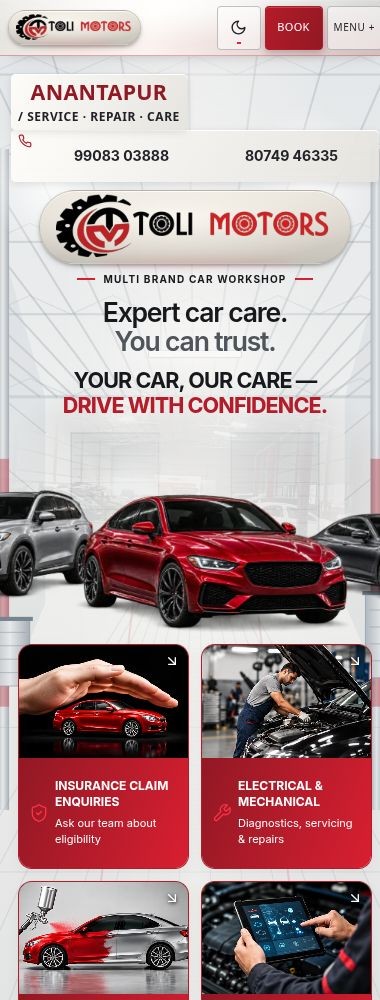 TOLI MOTORS
BOOK
MENU +
ANANTAPUR
/ SERVICE · REPAIR · CARE
99083 03888
80749 46335
TOLI MOTORS
MULTI BRAND CAR WORKSHOP
Expert car care.
You can trust.
YOUR CAR, OUR CARE —
DRIVE WITH CONFIDENCE.
INSURANCE CLAIM
ENQUIRIES
Ask our team about
eligibility
ELECTRICAL &
MECHANICAL
Diagnostics, servicing
& repairs